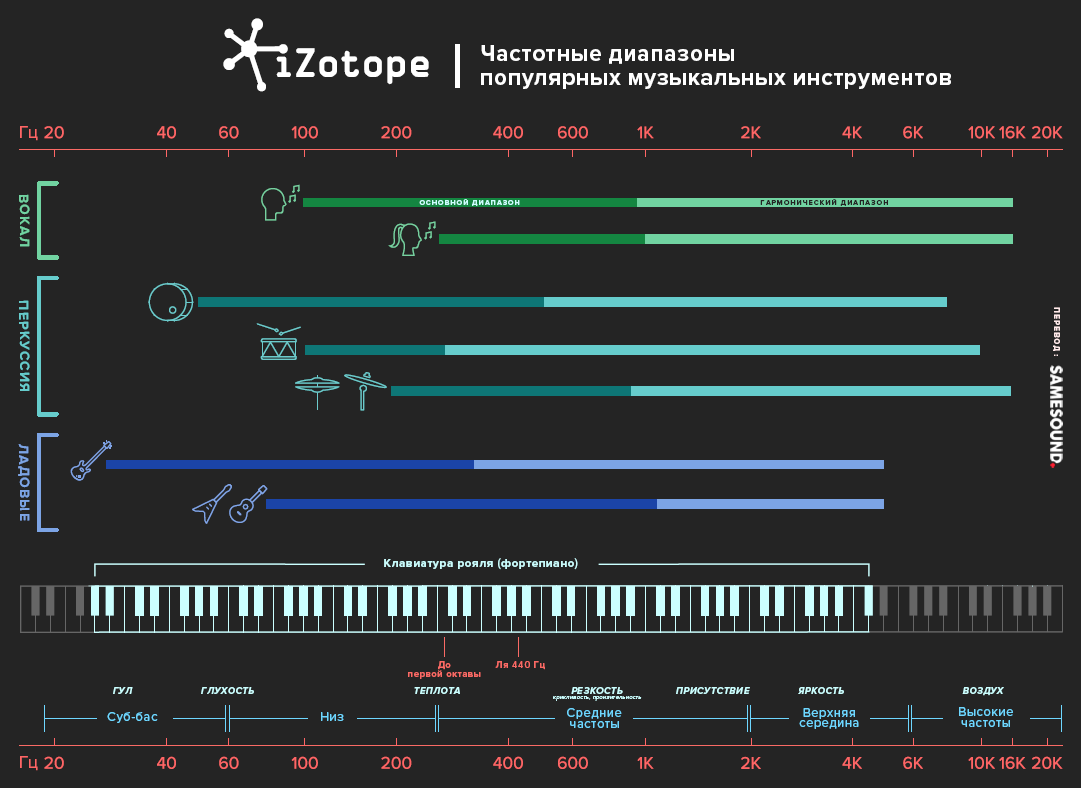 iZotope
Частотные диапазоны
популярных музыкальных инструментов
Гц 20 40 60 100 200 400 600 1K 2K 4K 6K 10K 16K 20K
ВОКАЛ
ОСНОВНОЙ ДИАПАЗОН ГАРМОНИЧЕСКИЙ ДИАПАЗОН
ПЕРКУССИЯ
ЛАДОВЫЕ
ПЕРЕВОД: SAMESOUND
Клавиатура рояля (фортепиано)
До
первой октавы
Ля 440 Гц
ГУЛ ГЛУХОСТЬ ТЕПЛОТА РЕЗКОСТЬ ПРИСУТСТВИЕ ЯРКОСТЬ ВОЗДУХ
крикливость, пронзительность
Суб-бас Низ Средние
частоты
Верхняя
середина
Высокие
частоты
Гц 20 40 60 100 200 400 600 1K 2K 4K 6K 10K 16K 20K